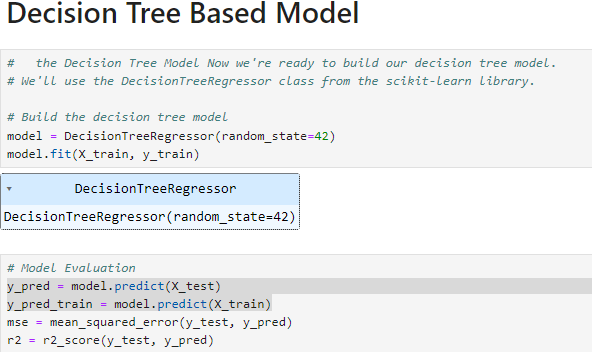 Decision Tree Based Model
#   the Decision Tree Model Now we're ready to build our decision tree model.
# We'll use the DecisionTreeRegressor class from the scikit-learn library.
# Build the decision tree model
model = DecisionTreeRegressor(random_state=42)
model.fit(X_train, y_train)
▾ DecisionTreeRegressor
DecisionTreeRegressor(random_state=42)
# Model Evaluation
y_pred = model.predict(X_test)
y_pred_train = model.predict(X_train)
mse = mean_squared_error(y_test, y_pred)
r2 = r2_score(y_test, y_pred)